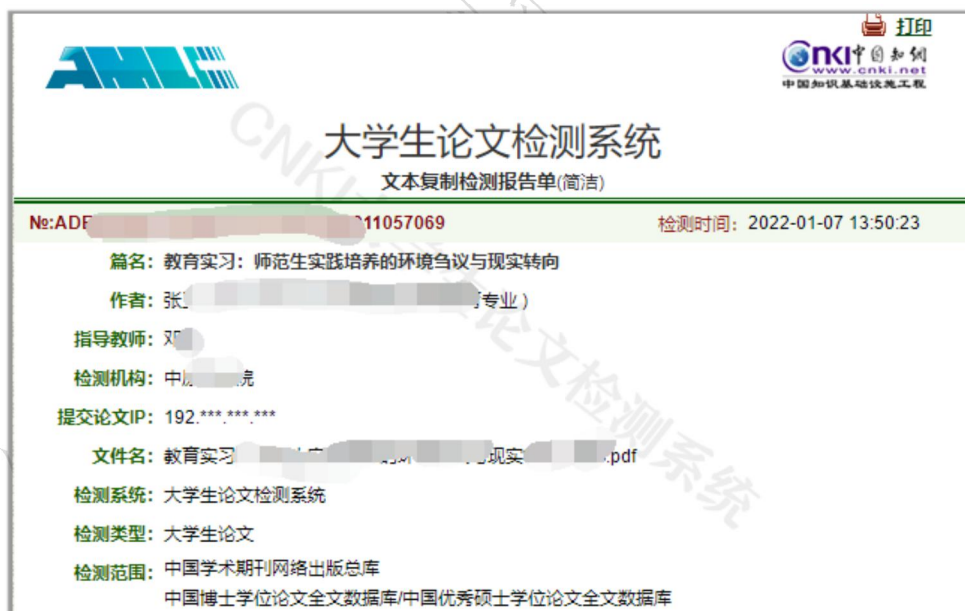 打印
cnki中国知网
www.cnki.net
中国知识基础设施工程
AMLC
大学生论文检测系统
文本复制检测报告单(简洁)
№:ADE 011057069 检测时间: 2022-01-07 13:50:23
篇名: 教育实习：师范生实践培养的环境刍议与现实转向
作者: 张 专业）
指导教师: 邓
检测机构: 中 院
提交论文IP: 192.***.***.***
文件名: 教育实习 现实 .pdf
检测系统: 大学生论文检测系统
检测类型: 大学生论文
检测范围: 中国学术期刊网络出版总库
中国博士学位论文全文数据库/中国优秀硕士学位论文全文数据库